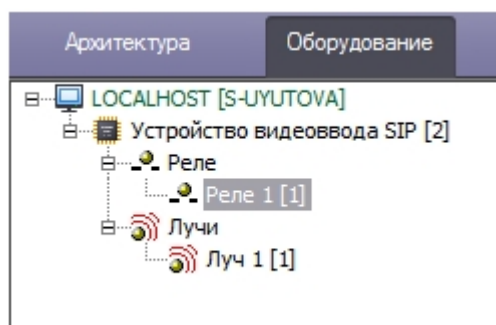 Архитектура Оборудование
LOCALHOST [S-UYUTOVA]
Устройство видеоввода SIP [2]
Реле
Реле 1 [1]
Лучи
Луч 1 [1]